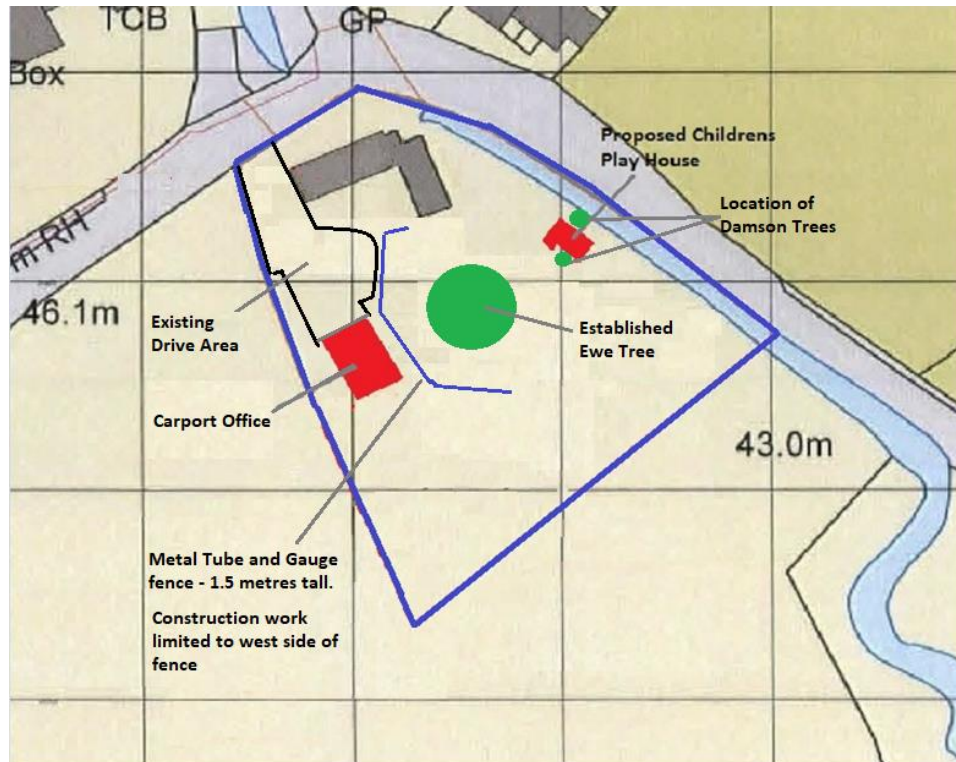 TCB
GP
Box
m RH
Proposed Childrens
Play House
Location of
Damson Trees
46.1m
Existing
Drive Area
Established
Ewe Tree
Carport Office
43.0m
Metal Tube and Gauge
fence - 1.5 metres tall.
Construction work
limited to west side of
fence